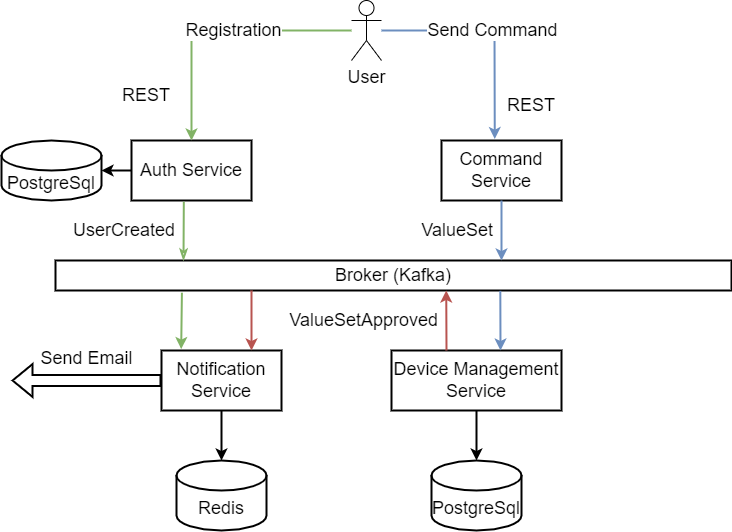 Registration
Send Command
User
REST
REST
Auth Service
PostgreSql
Command
Service
UserCreated
ValueSet
Broker (Kafka)
ValueSetApproved
Send Email
Notification
Service
Device Management
Service
Redis
PostgreSql